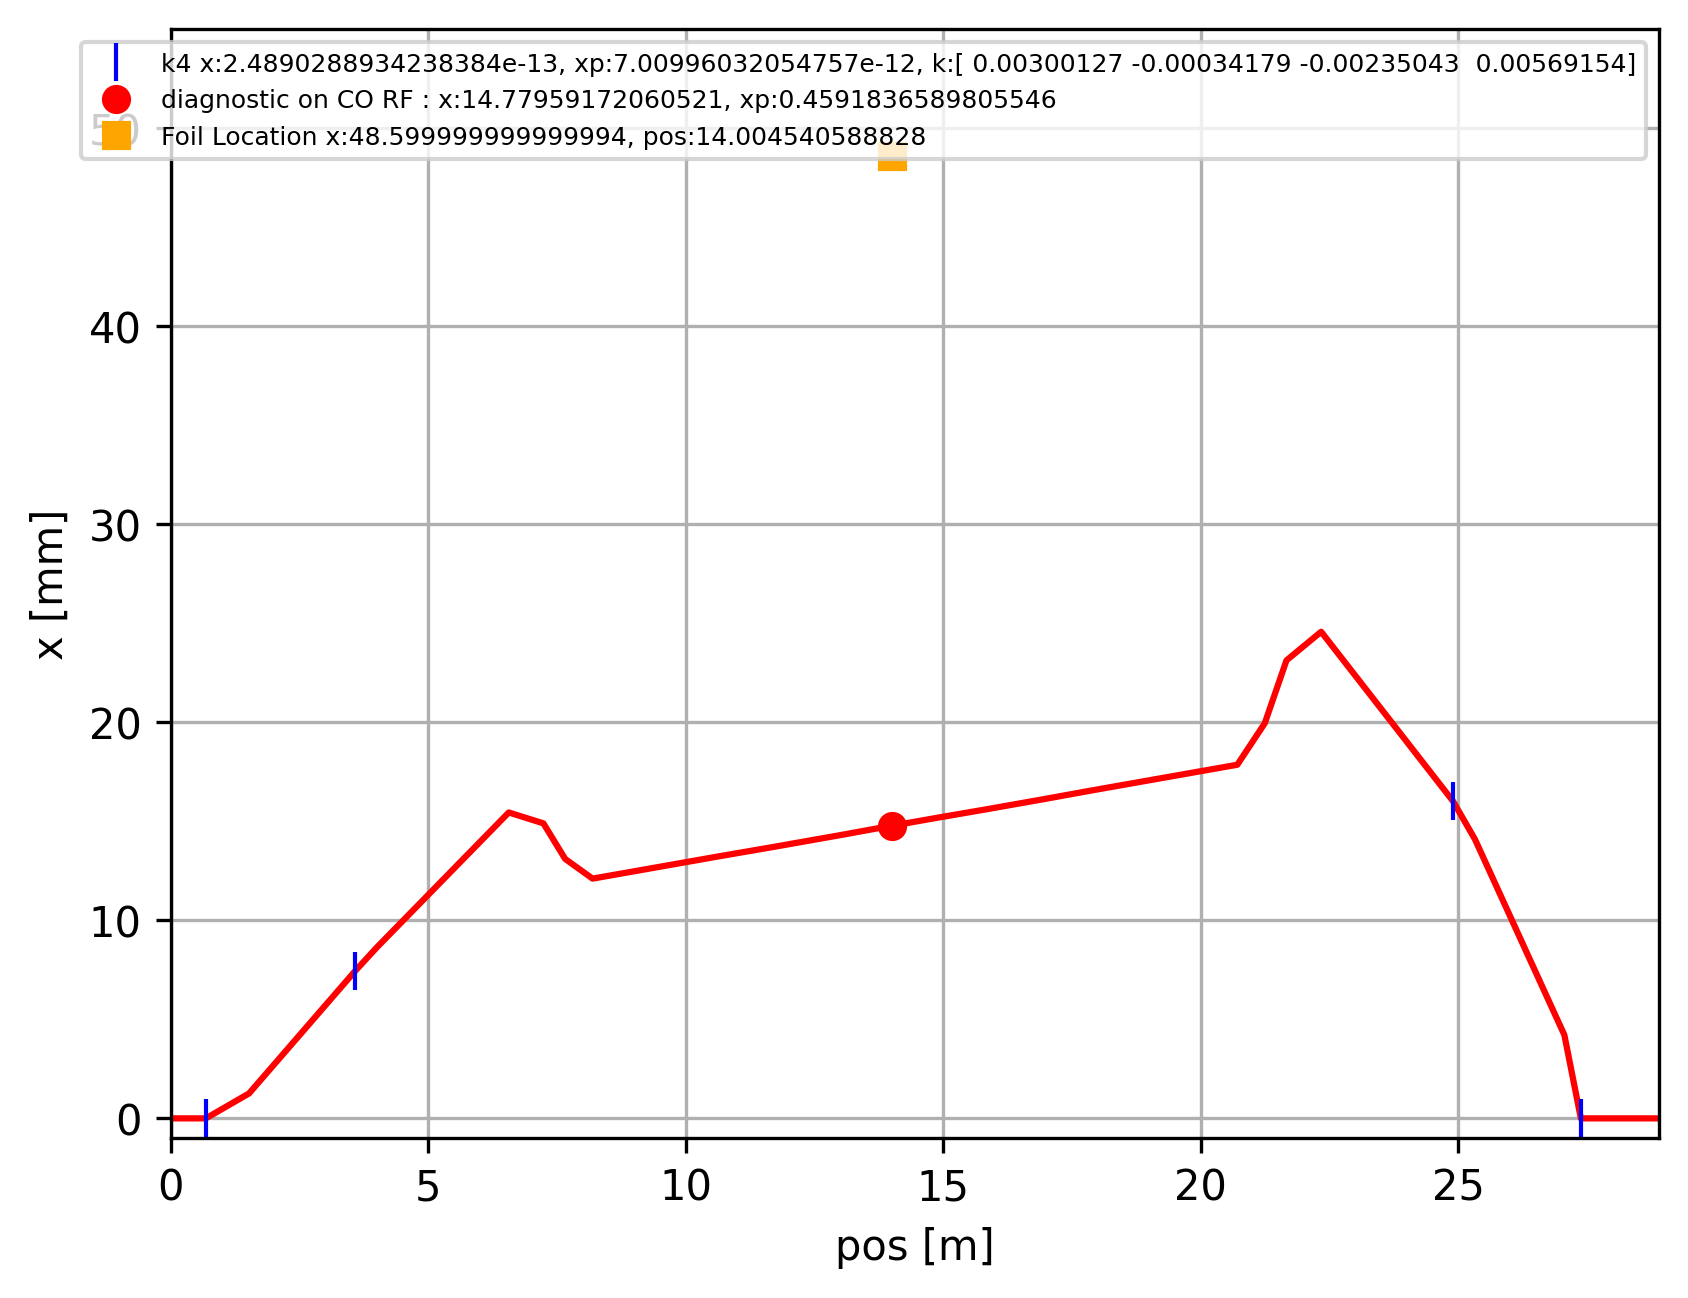 k4 x:2.4890288934238384e-13, xp:7.00996032054757e-12, k:[ 0.00300127 -0.00034179 -0.00235043  0.00569154]
diagnostic on CO RF : x:14.77959172060521, xp:0.4591836589805546
Foil Location x:48.599999999999994, pos:14.004540588828
50
40
30
20
10
0
x [mm]
0 5 10 15 20 25
pos [m]